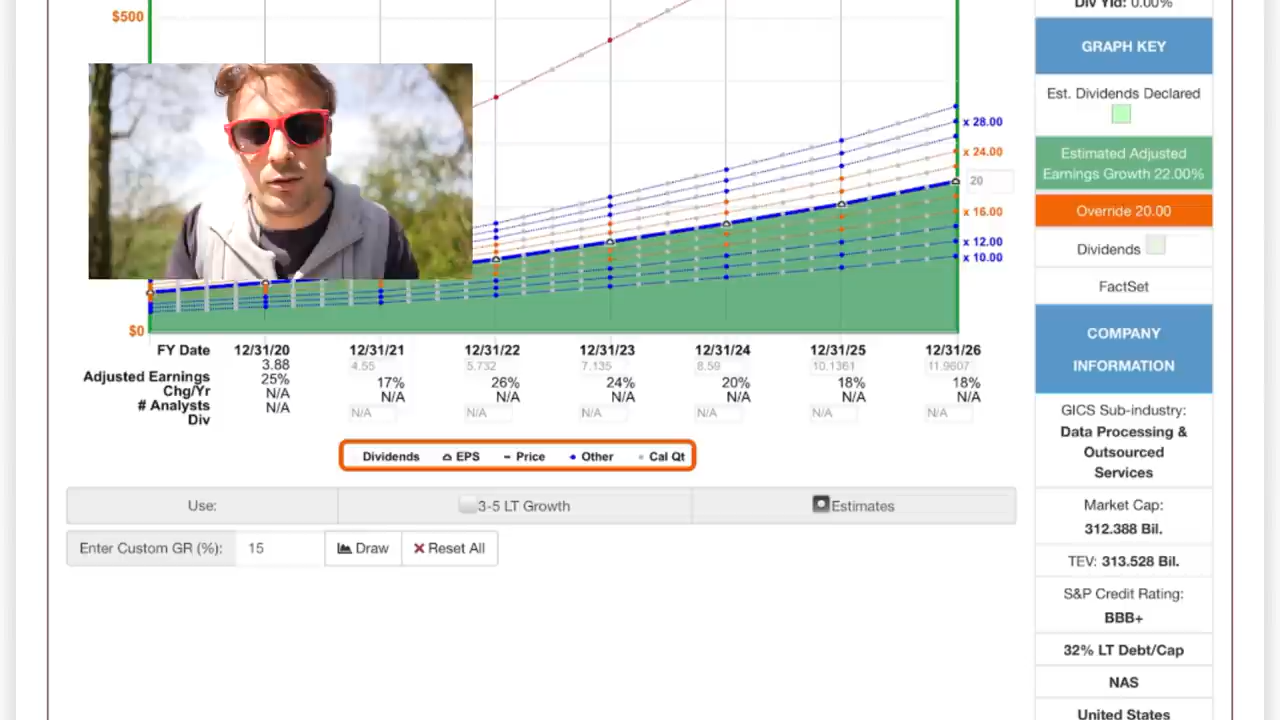 Div Yld: 0.00%
$500
GRAPH KEY
Est. Dividends Declared
x 28.00
Estimated Adjusted
Earnings Growth 22.00%
x 24.00
20
Override 20.00
x 16.00
x 12.00
Dividends
x 10.00
FactSet
$0
COMPANY
INFORMATION
FY Date 12/31/20 12/31/21 12/31/22 12/31/23 12/31/24 12/31/25 12/31/26
Adjusted Earnings 3.88 4.55 5.732 7.135 8.59 10.1361 11.9607
Chg/Yr 25% 17% 26% 24% 20% 18% 18%
# Analysts N/A N/A N/A N/A N/A N/A N/A
Div N/A N/A N/A N/A N/A N/A N/A
GICS Sub-industry:
Data Processing &
Outsourced
Services
Dividends EPS Price Other Cal Qt
Use: 3-5 LT Growth Estimates
Market Cap:
312.388 Bil.
Enter Custom GR (%): 15 Draw Reset All
TEV: 313.528 Bil.
S&P Credit Rating:
BBB+
32% LT Debt/Cap
NAS
United States